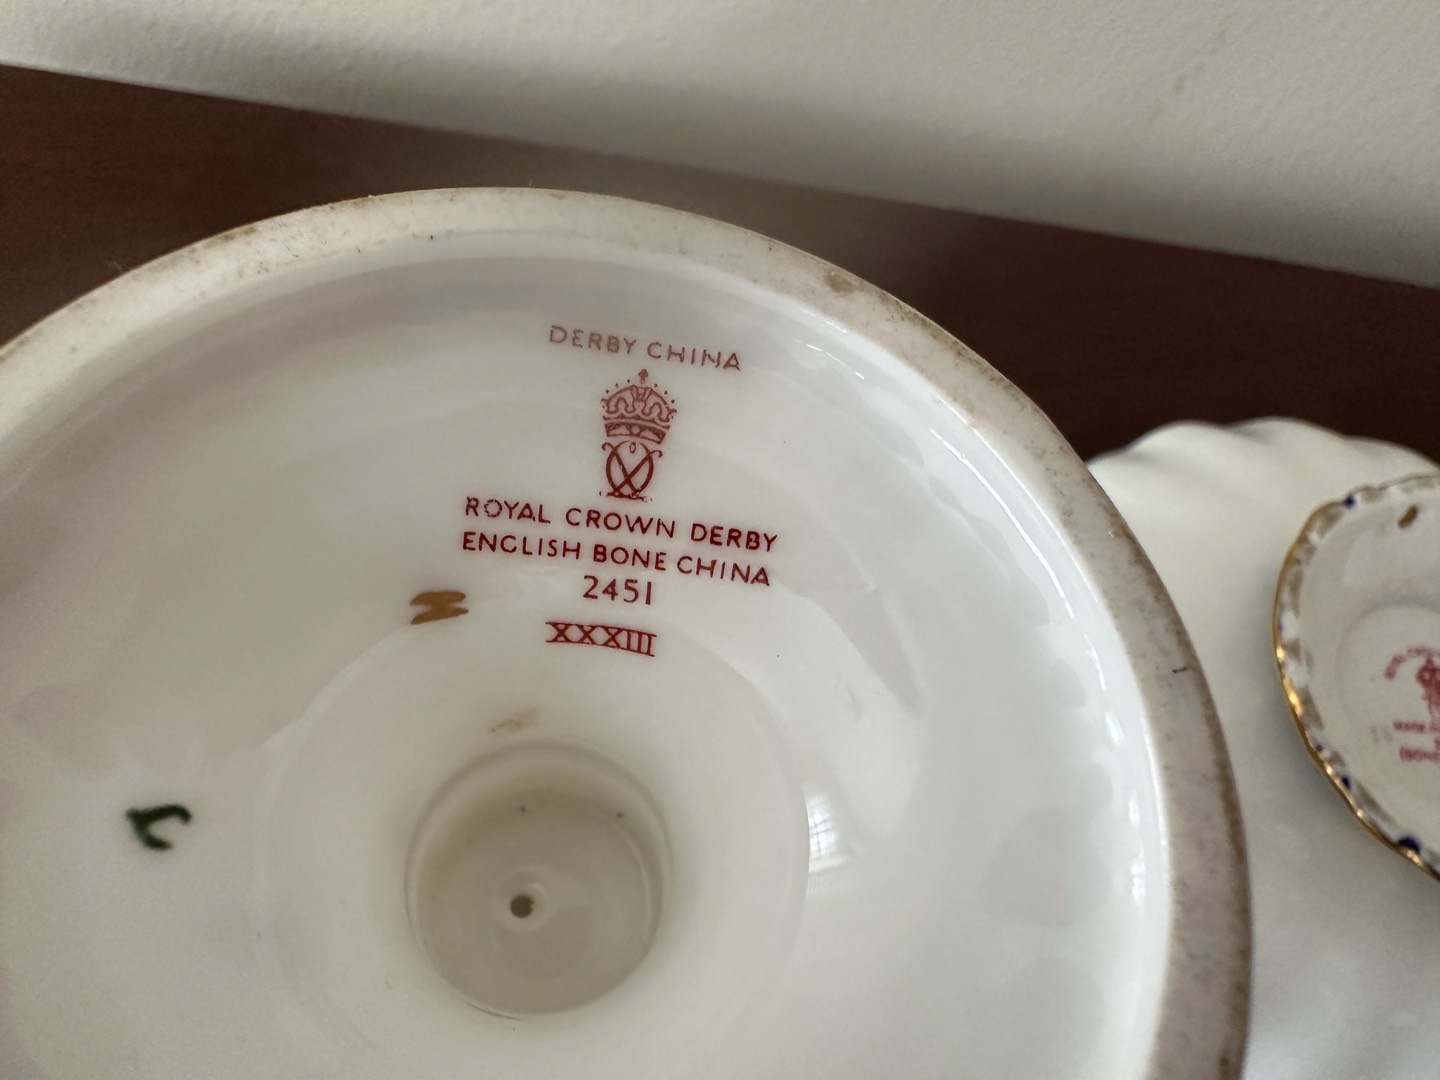 DERBY CHINA
ROYAL CROWN DERBY
ENGLISH BONE CHINA
2451
XXXIII